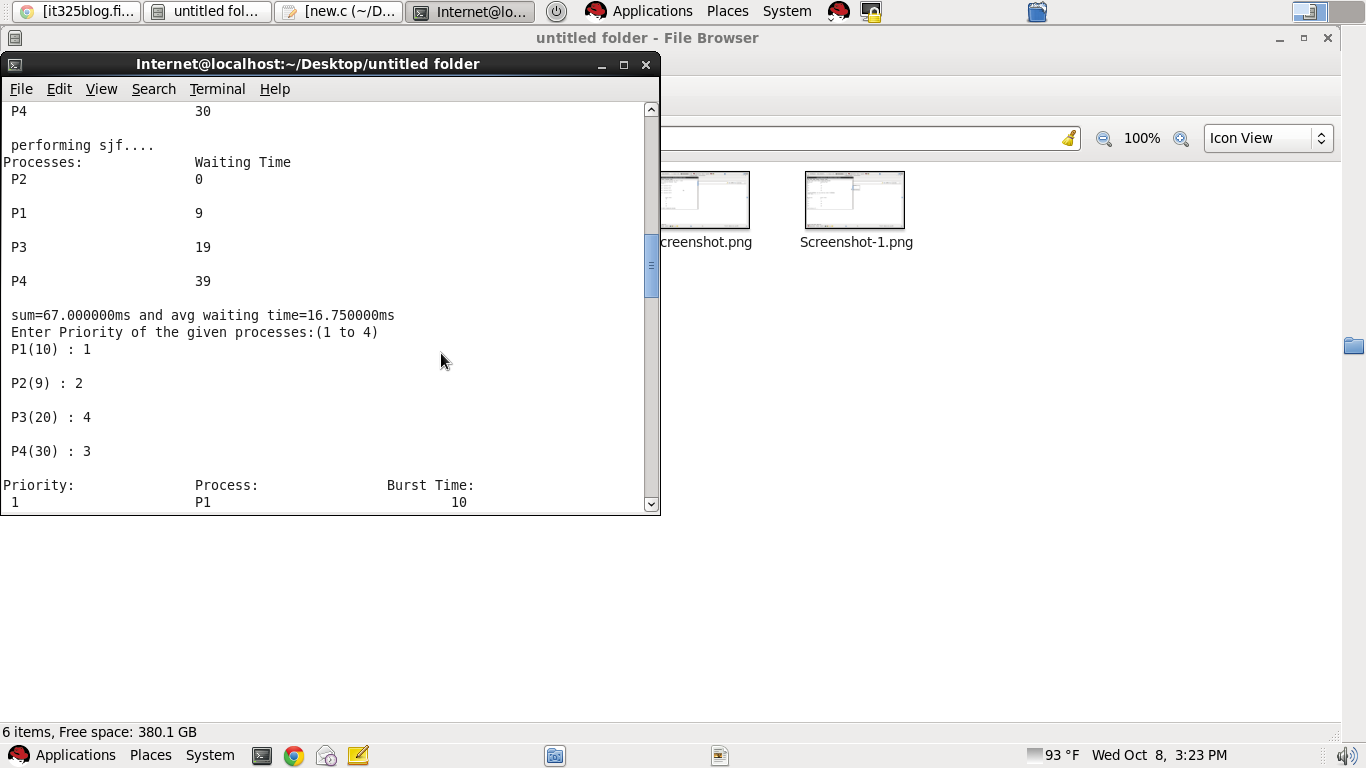 [it325blog.fi...
untitled fol...
[new.c (~/D...
Internet@lo...
Applications Places System
untitled folder - File Browser
Internet@localhost:~/Desktop/untitled folder
File Edit View Search Terminal Help
100%
Icon View
P4 30
performing sjf....
Processes: Waiting Time
P2 0
P1 9
P3 19
P4 39
sum=67.000000ms and avg waiting time=16.750000ms
Enter Priority of the given processes:(1 to 4)
P1(10) : 1
P2(9) : 2
P3(20) : 4
P4(30) : 3
Priority: Process: Burst Time:
1 P1 10
creenshot.png
Screenshot-1.png
6 items, Free space: 380.1 GB
Applications Places System
93 °F Wed Oct 8, 3:23 PM